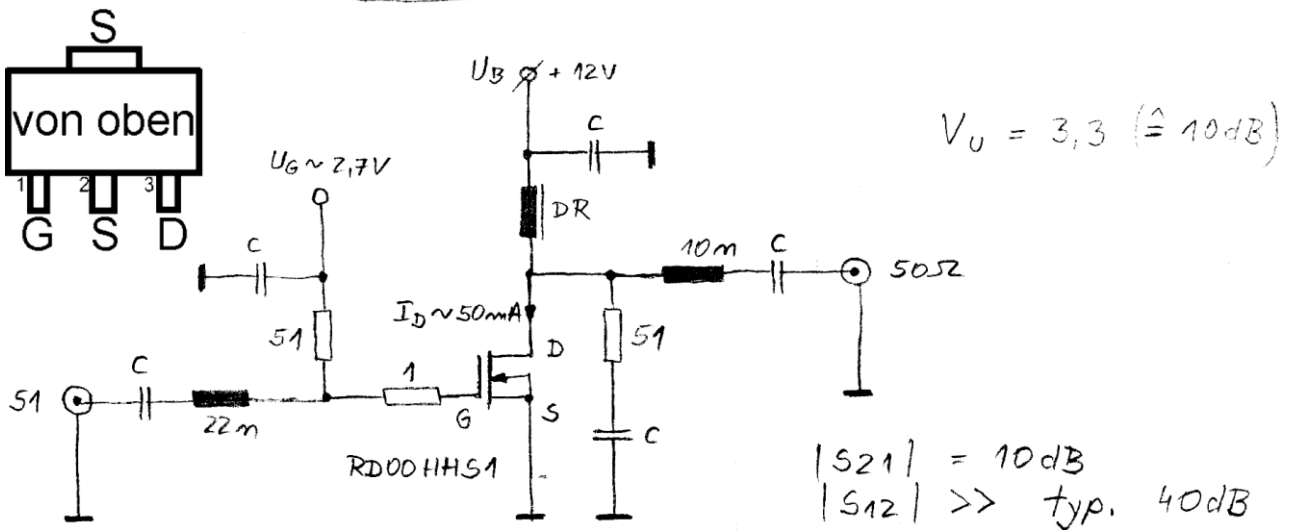 S
von oben
1 2 3
G S D
U_B + 12V
C
V_U = 3,3 (≙ 10dB)
U_G ~ 2,7V
DR
C
10n
C
50Ω
51
I_D ~ 50mA
51
C
D
51
1
G
S
22n
C
RD00HHS1
|S21| = 10dB
|S12| >> typ. 40dB